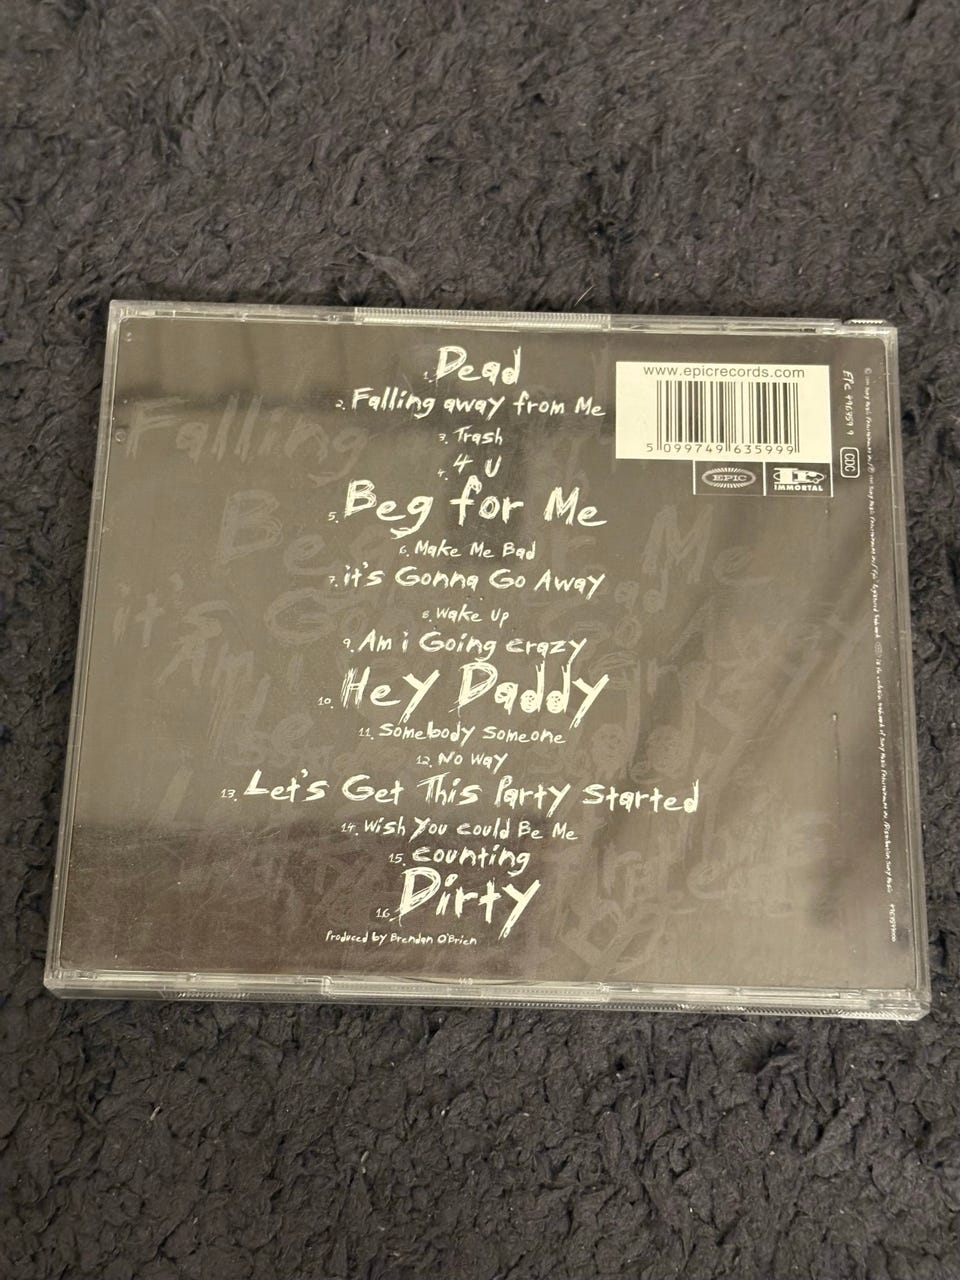 1. Dead
2. Falling away from Me
3. Trash
4. 4 U
5. Beg for Me
6. Make Me Bad
7. it's Gonna Go Away
8. Wake Up
9. Am i Going crazy
10. Hey Daddy
11. Somebody Someone
12. No Way
13. Let's Get This Party Started
14. Wish You could Be Me
15. counting
16. Dirty
Produced by Brendan O'Brien
www.epicrecords.com
5 099749 635999
EPIC
IMMORTAL
EPC 496359 9
CDC